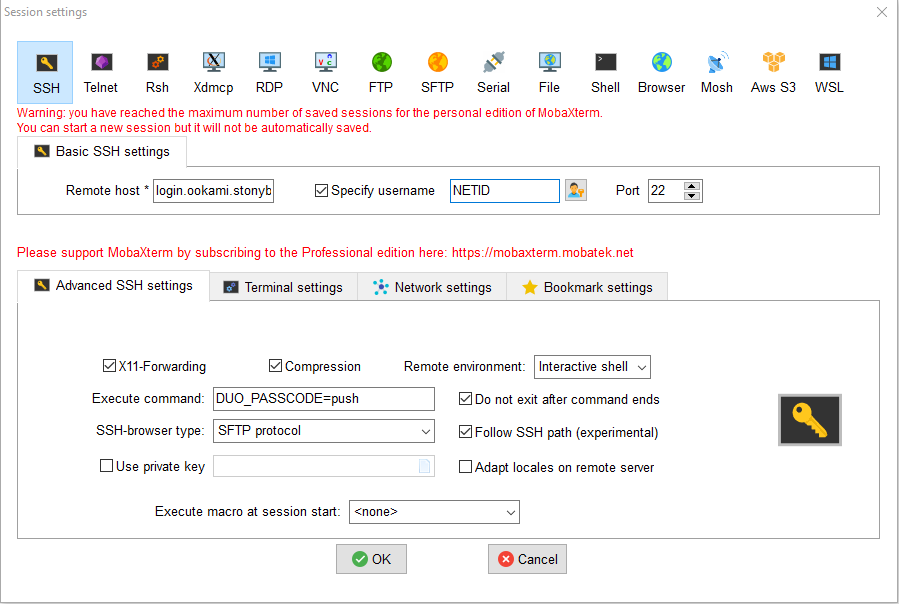 Session settings
SSH Telnet Rsh Xdmcp RDP VNC FTP SFTP Serial File Shell Browser Mosh Aws S3 WSL
Warning: you have reached the maximum number of saved sessions for the personal edition of MobaXterm.
You can start a new session but it will not be automatically saved.
Basic SSH settings
Remote host * login.ookami.stonyb Specify username NETID Port 22
Please support MobaXterm by subscribing to the Professional edition here: https://mobaxterm.mobatek.net
Advanced SSH settings Terminal settings Network settings Bookmark settings
X11-Forwarding Compression Remote environment: Interactive shell
Execute command: DUO_PASSCODE=push Do not exit after command ends
SSH-browser type: SFTP protocol Follow SSH path (experimental)
Use private key Adapt locales on remote server
Execute macro at session start: <none>
OK Cancel